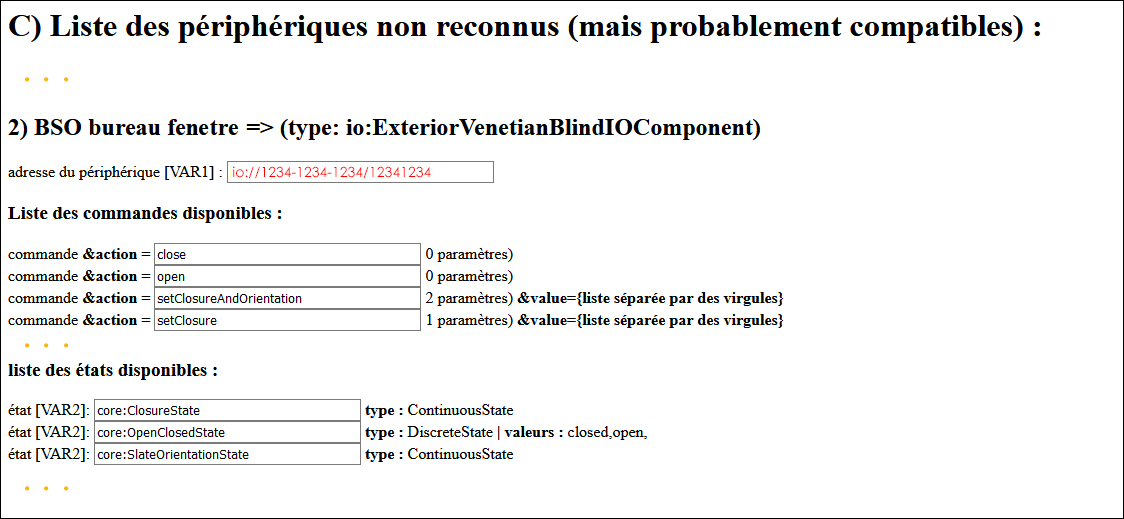 C) Liste des périphériques non reconnus (mais probablement compatibles) :
. . .
2) BSO bureau fenetre => (type: io:ExteriorVenetianBlindIOComponent)
adresse du périphérique [VAR1] : io://1234-1234-1234/12341234
Liste des commandes disponibles :
commande &action = close 0 paramètres)
commande &action = open 0 paramètres)
commande &action = setClosureAndOrientation 2 paramètres) &value={liste séparée par des virgules}
commande &action = setClosure 1 paramètres) &value={liste séparée par des virgules}
. . .
liste des états disponibles :
état [VAR2]: core:ClosureState type : ContinuousState
état [VAR2]: core:OpenClosedState type : DiscreteState | valeurs : closed,open,
état [VAR2]: core:SlateOrientationState type : ContinuousState
. . .